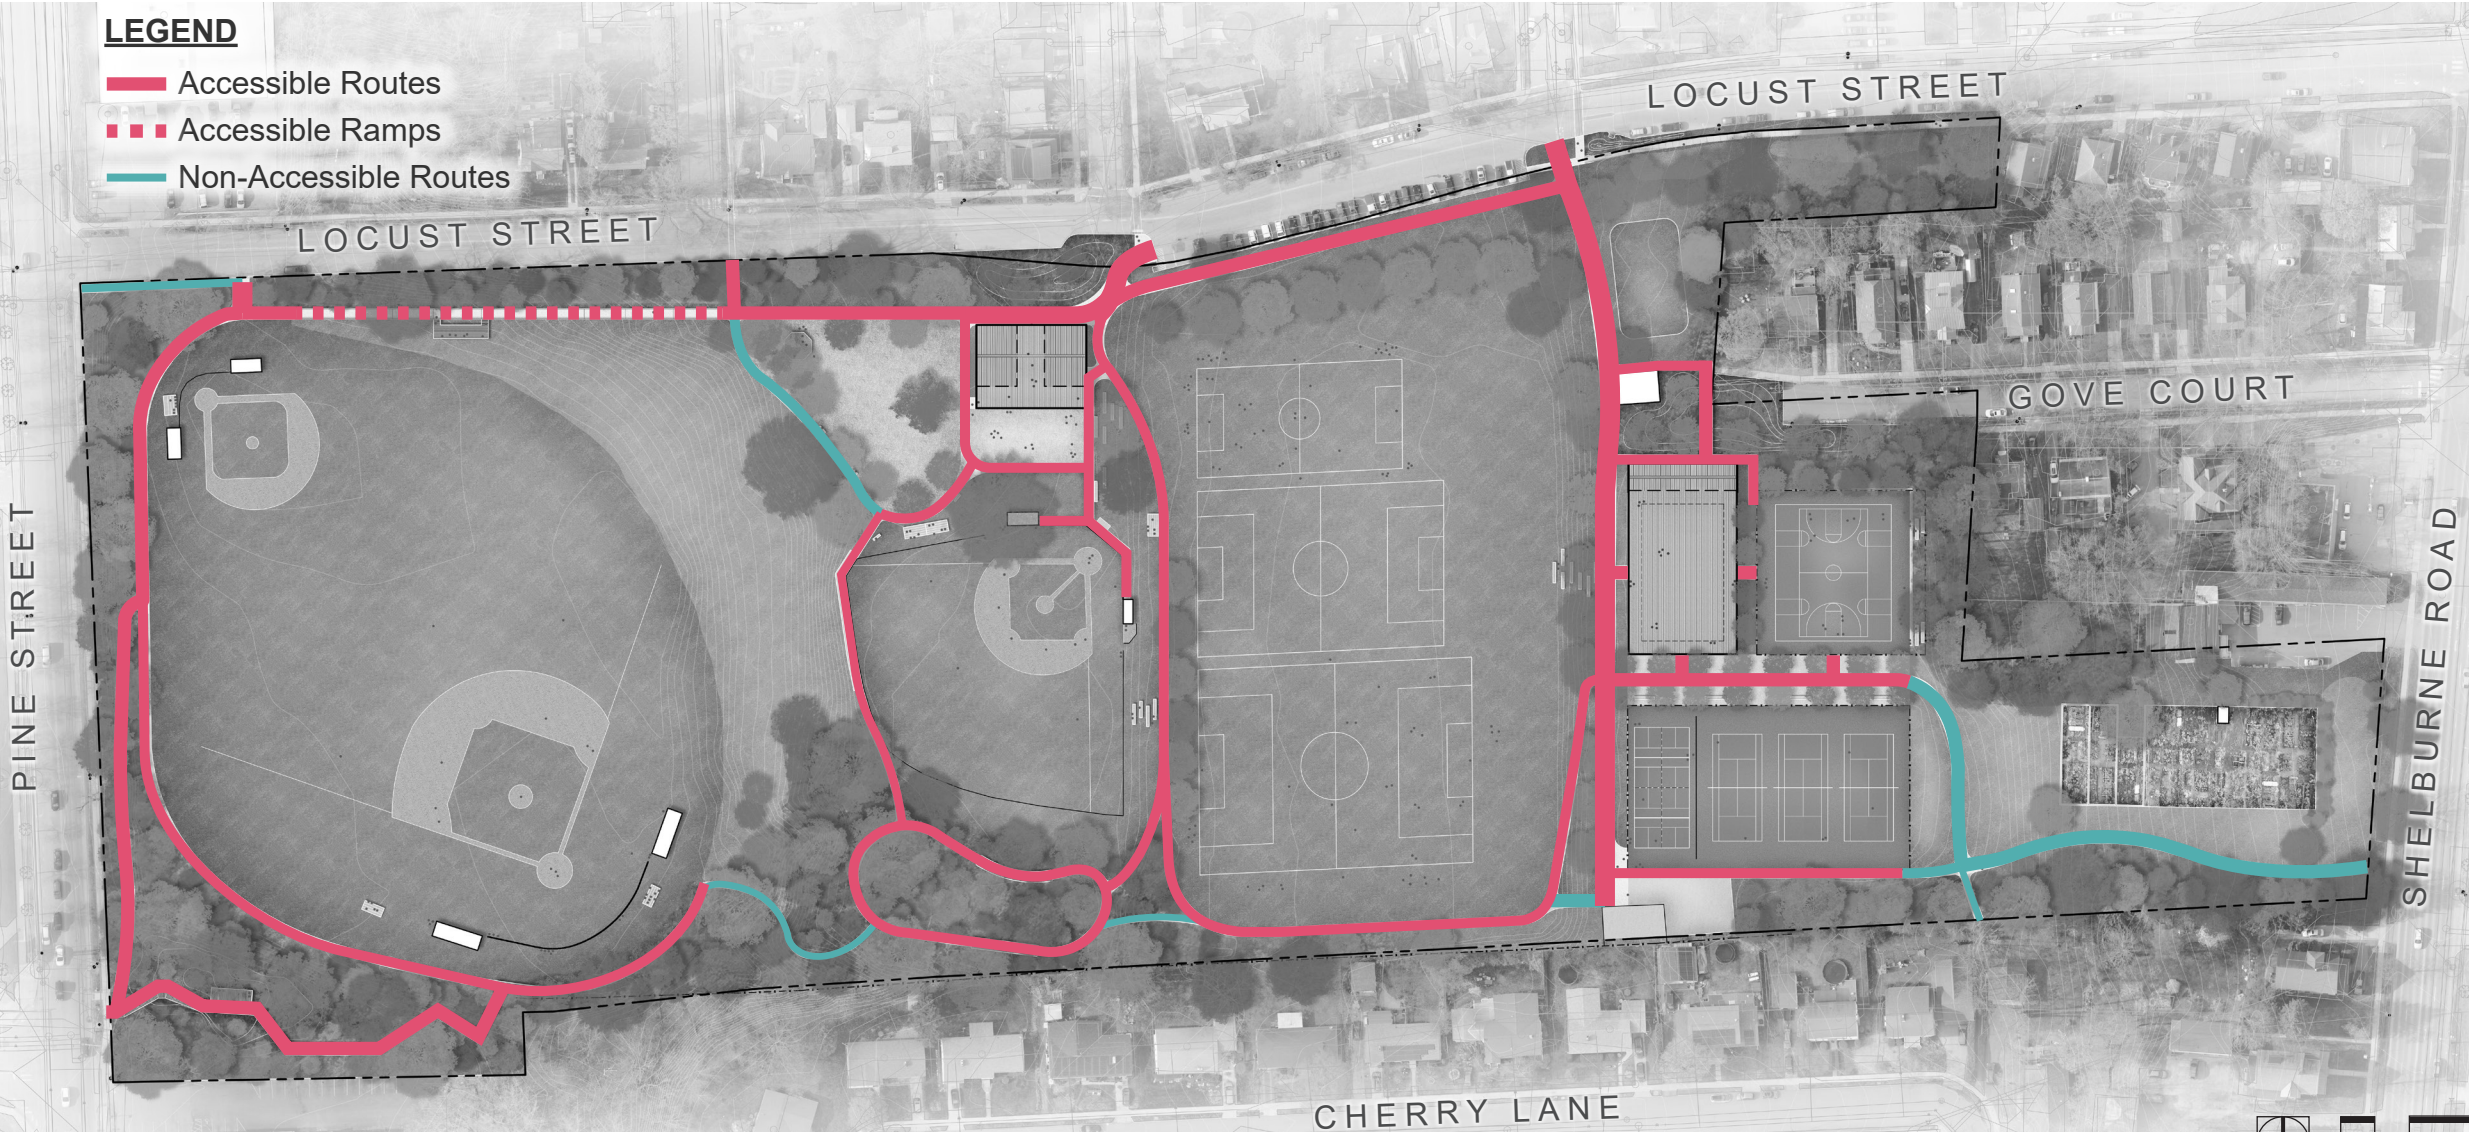 LEGEND
Accessible Routes
Accessible Ramps
Non-Accessible Routes
LOCUST STREET
LOCUST STREET
GOVE COURT
PINE STREET
SHELBURNE ROAD
CHERRY LANE